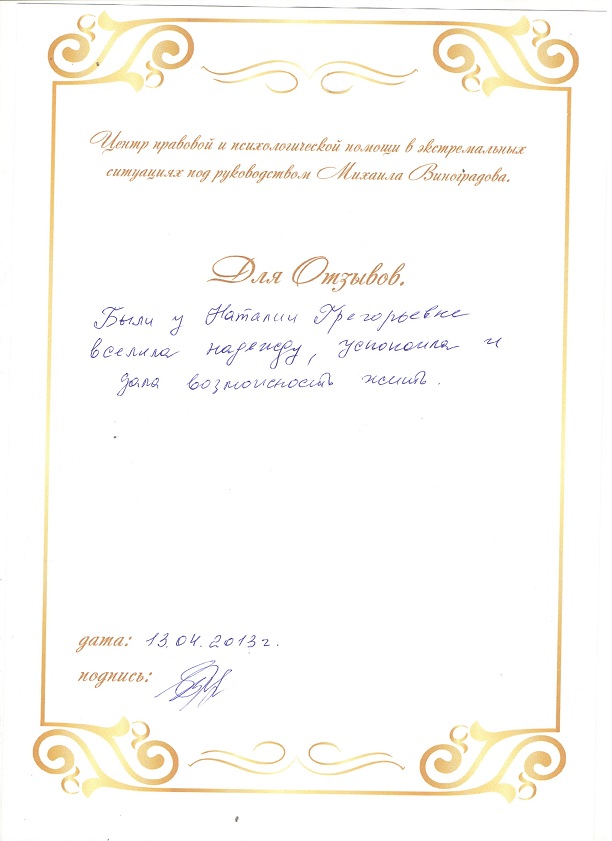 Центр правовой и психологической помощи в экстремальных
ситуациях под руководством Михаила Виноградова.
Для Отзывов.
Были у Наталии Грегорьевне
вселила надежду, успокоила и
дала возможность жить.
дата: 13.04.2013г.
подпись: